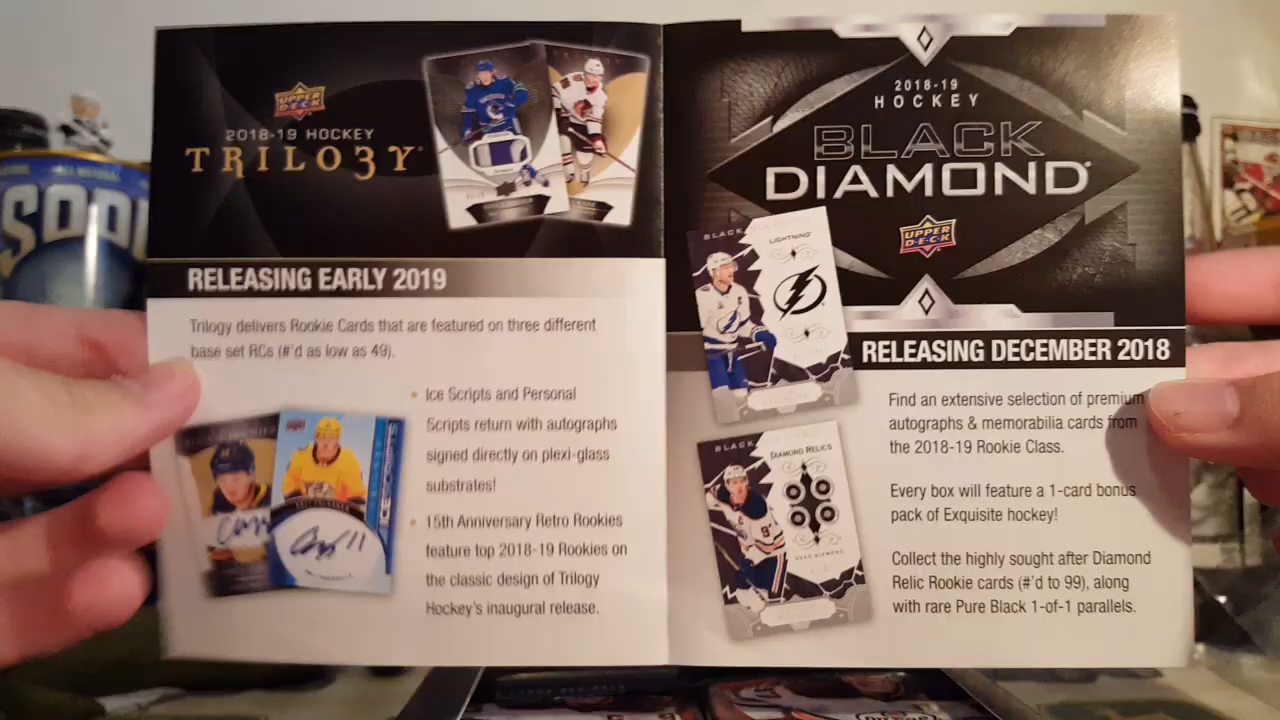 UPPER
DECK
2018-19 HOCKEY
TRILO3Y
RELEASING EARLY 2019
Trilogy delivers Rookie Cards that are featured on three different
base set RCs (#'d as low as 49).
• Ice Scripts and Personal
Scripts return with autographs
signed directly on plexi-glass
substrates!
• 15th Anniversary Retro Rookies
feature top 2018-19 Rookies on
the classic design of Trilogy
Hockey's inaugural release.
2018-19
HOCKEY
BLACK
DIAMOND®
UPPER
DECK
BLACK
LIGHTNING
RELEASING DECEMBER 2018
Find an extensive selection of premium
autographs & memorabilia cards from
the 2018-19 Rookie Class.
Every box will feature a 1-card bonus
pack of Exquisite hockey!
Collect the highly sought after Diamond
Relic Rookie cards (#'d to 99), along
with rare Pure Black 1-of-1 parallels.
BLACK
DIAMOND RELICS
QUAD DIAMOND